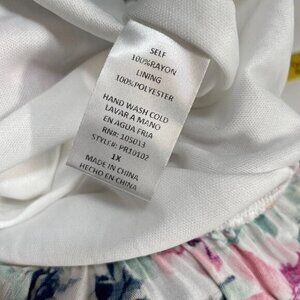 SELF
100%RAYON
LINING
100%POLYESTER
HAND WASH COLD
LAVAR A MANO
EN AGUA FRIA
RN#: 105013
STYLE#: PR10102
1X
MADE IN CHINA
HECHO EN CHINA